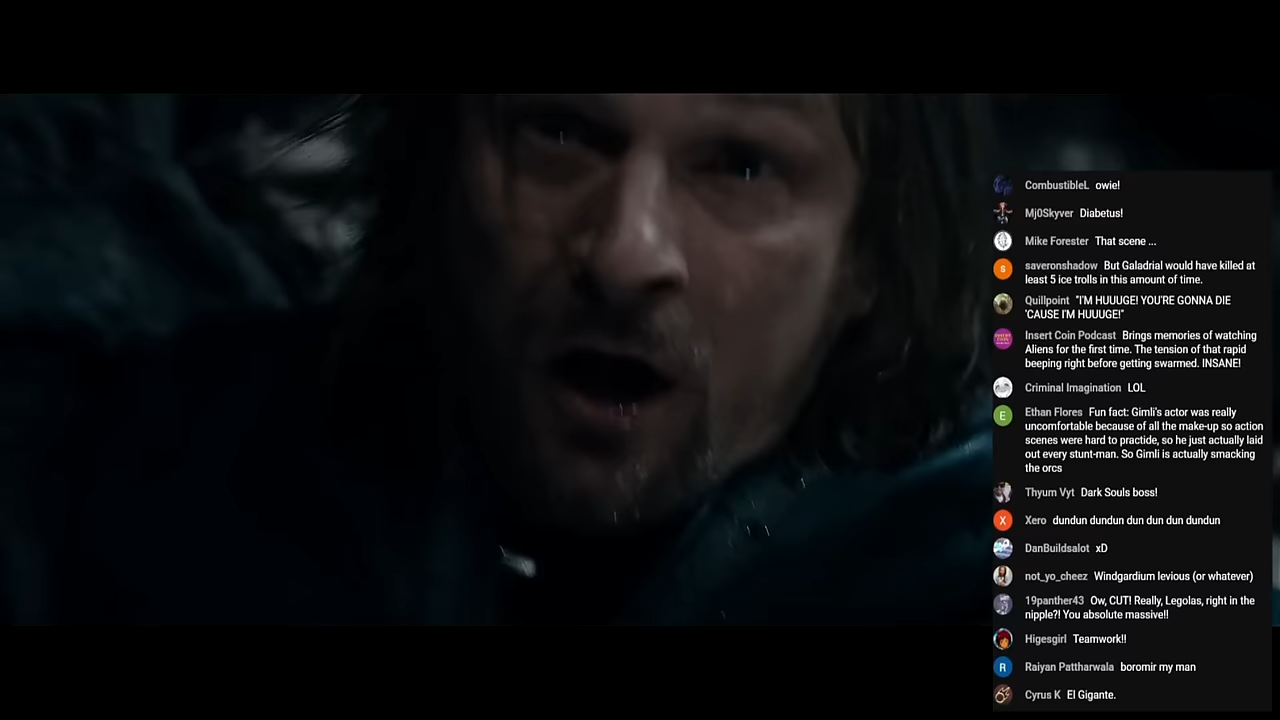 CombustibleL owie!
Mj0Skyver Diabetus!
Mike Forester That scene ...
S
saveronshadow But Galadrial would have killed at
least 5 ice trolls in this amount of time.
Quillpoint "I'M HUUUGE! YOU'RE GONNA DIE
'CAUSE I'M HUUUGE!"
Insert Coin Podcast Brings memories of watching
Aliens for the first time. The tension of that rapid
beeping right before getting swarmed. INSANE!
Criminal Imagination LOL
E
Ethan Flores Fun fact: Gimli's actor was really
uncomfortable because of all the make-up so action
scenes were hard to practide, so he just actually laid
out every stunt-man. So Gimli is actually smacking
the orcs
Thyum Vyt Dark Souls boss!
X
Xero dundun dundun dun dun dun dundun
DanBuildsalot xD
not_yo_cheez Windgardium levious (or whatever)
19panther43 Ow, CUT! Really, Legolas, right in the
nipple?! You absolute massive!!
Higesgirl Teamwork!!
R
Raiyan Pattharwala boromir my man
Cyrus K El Gigante.